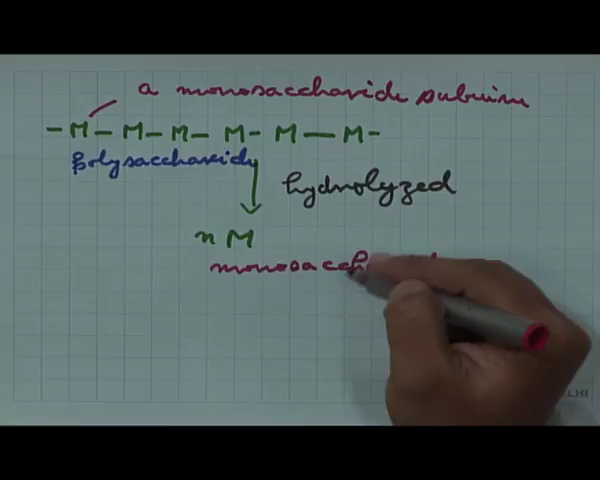 a monosaccharide subunit
-M-M-M-M-M-M-
polysaccharide
hydrolyzed
n M